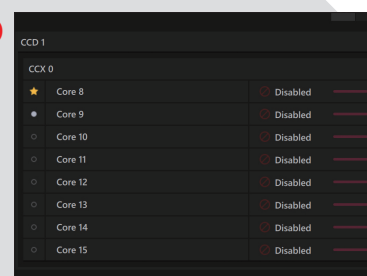 CCD 1
CCX 0
Core 8 Disabled
Core 9 Disabled
Core 10 Disabled
Core 11 Disabled
Core 12 Disabled
Core 13 Disabled
Core 14 Disabled
Core 15 Disabled